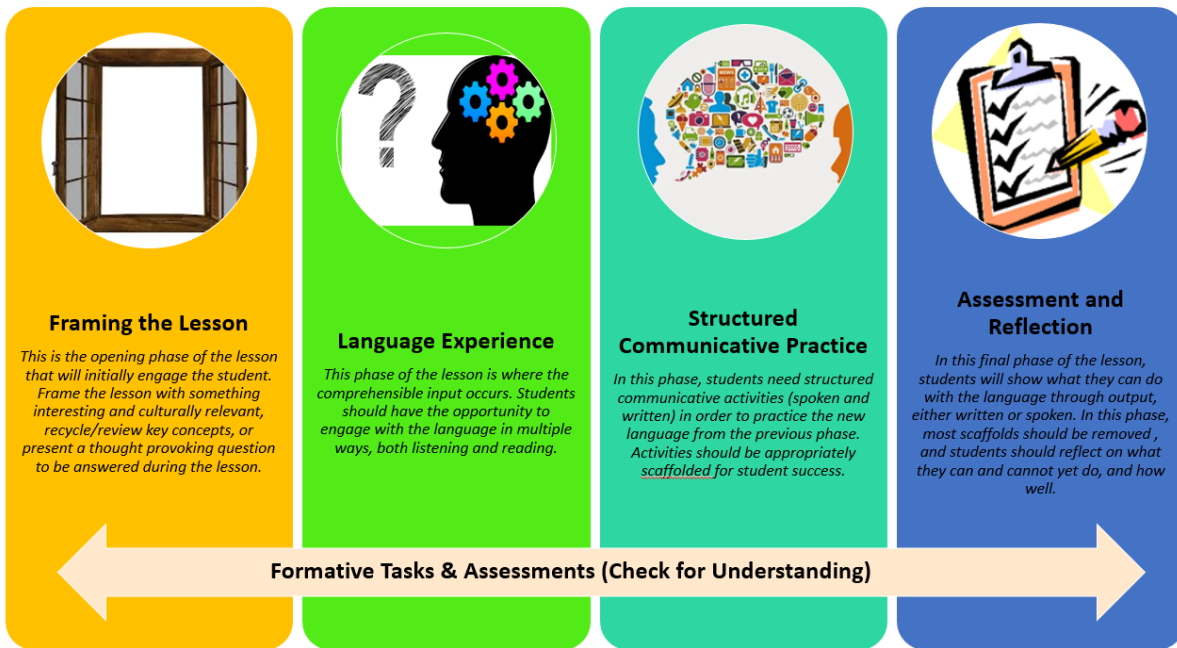 Framing the Lesson
This is the opening phase of the lesson
that will initially engage the student.
Frame the lesson with something
interesting and culturally relevant,
recycle/review key concepts, or
present a thought provoking question
to be answered during the lesson.
Language Experience
This phase of the lesson is where the
comprehensible input occurs. Students
should have the opportunity to
engage with the language in multiple
ways, both listening and reading.
Structured
Communicative Practice
In this phase, students need structured
communicative activities (spoken and
written) in order to practice the new
language from the previous phase.
Activities should be appropriately
scaffolded for student success.
Assessment and
Reflection
In this final phase of the lesson,
students will show what they can do
with the language through output,
either written or spoken. In this phase,
most scaffolds should be removed ,
and students should reflect on what
they can and cannot yet do, and how
well.
Formative Tasks & Assessments (Check for Understanding)